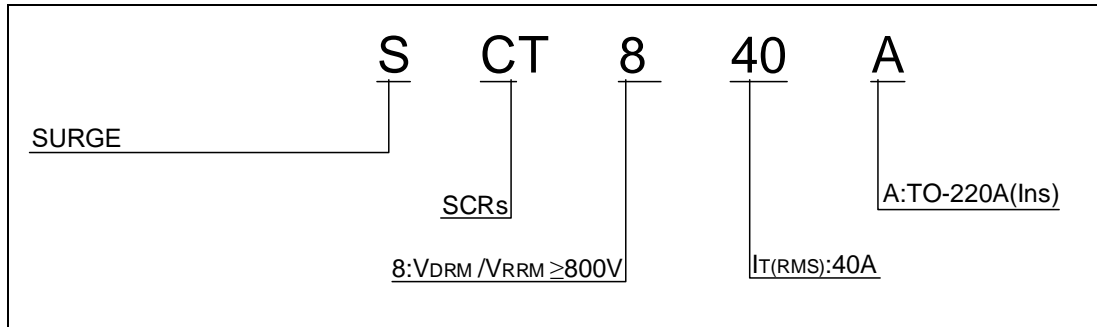 S CT 8 40 A
SURGE
SCRs
A:TO-220A(Ins)
8:VDRM /VRRM ≥800V
IT(RMS):40A